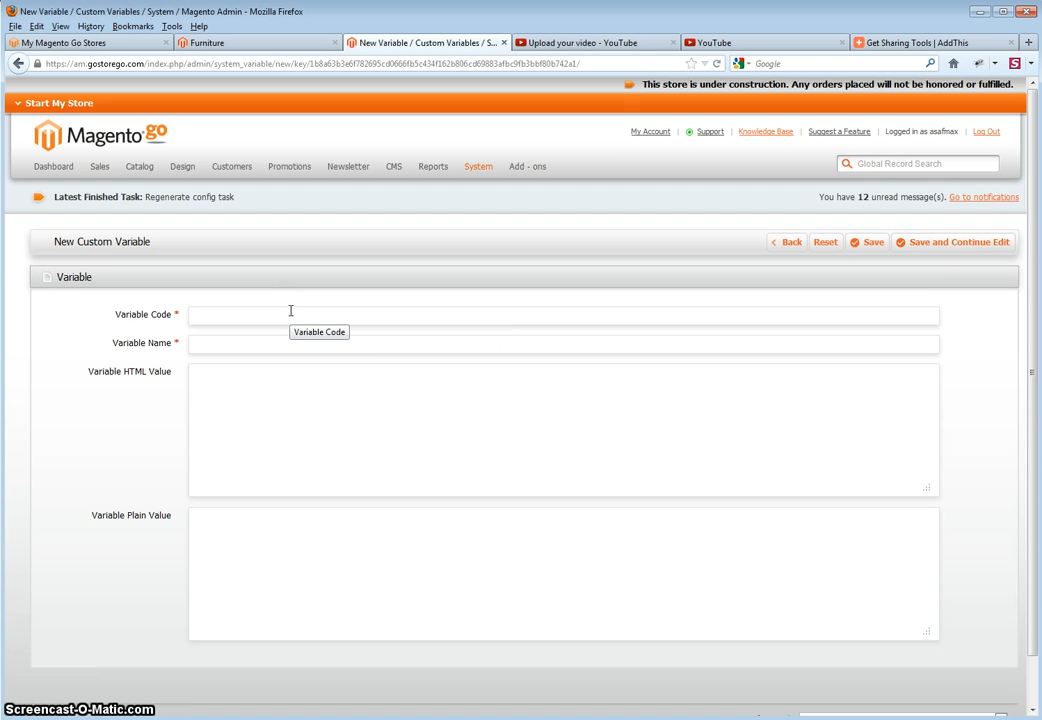 New Variable / Custom Variables / System / Magento Admin - Mozilla Firefox
File Edit View History Bookmarks Tools Help
My Magento Go Stores × Furniture × New Variable / Custom Variables / S... × Upload your video - YouTube × YouTube × Get Sharing Tools | AddThis × +
https://am.gostorego.com/index.php/admin/system_variable/new/key/1b8a63b3e6f782695cd0666fb5c434f162b806cd69883afbc9fb3bbf80b742a1/ Google
This store is under construction. Any orders placed will not be honored or fulfilled.
Start My Store
Magento go
My Account | Support | Knowledge Base | Suggest a Feature | Logged in as asafmax | Log Out
Dashboard Sales Catalog Design Customers Promotions Newsletter CMS Reports System Add - ons Global Record Search
Latest Finished Task: Regenerate config task You have 12 unread message(s). Go to notifications
New Custom Variable Back Reset Save Save and Continue Edit
Variable
Variable Code *
Variable Code
Variable Name *
Variable HTML Value
Variable Plain Value
Screencast-O-Matic.com